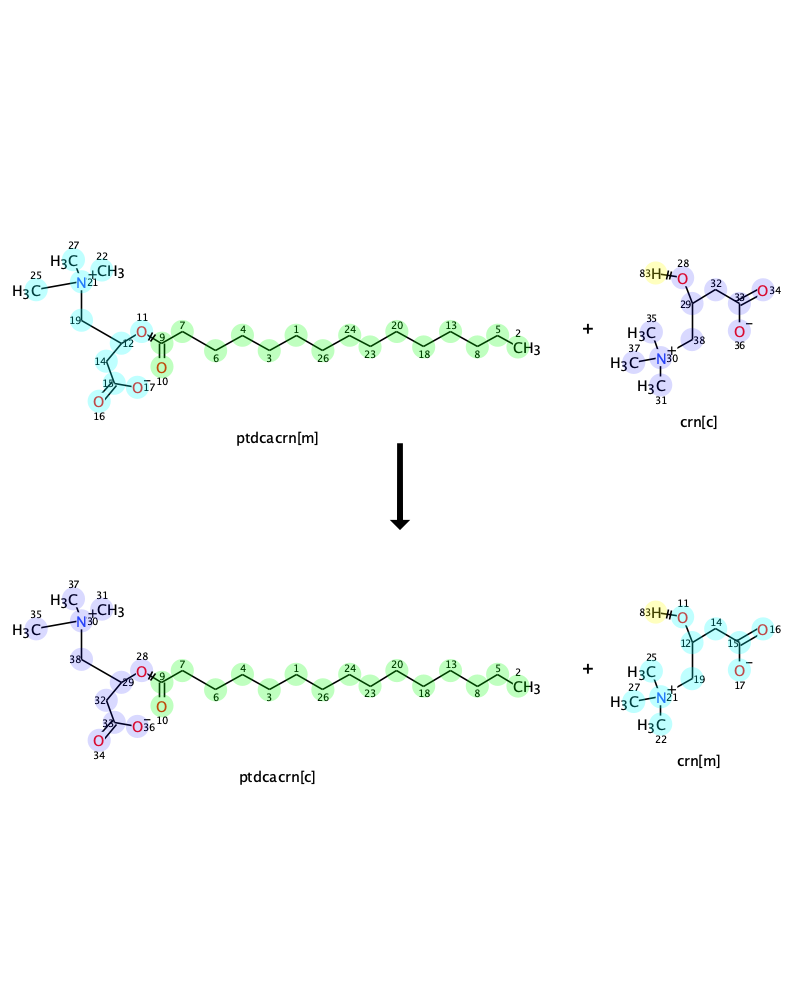 27 22
H3C +CH3
25
H3C N 21
19 11 7 4 1 24 20 13 5 2
12 O 9 CH3
14 6 3 26 23 18 8
15 O− 17 O 10
O
16
ptdcacrn[m]
+
83H O 28 32
29 33 O 34
35 O−
H3C 38 36
37 +
H3C N 30
H3C
31
crn[c]
37 31
H3C +CH3
35
H3C N 30
38 28 7 4 1 24 20 13 5 2
29 O 9 CH3
32 6 3 26 23 18 8
33 O− 36 O 10
O
34
ptdcacrn[c]
+
83H O 11 14
12 15 O 16
25 O−
H3C 19 17
27 +
H3C N 21
H3C
22
crn[m]